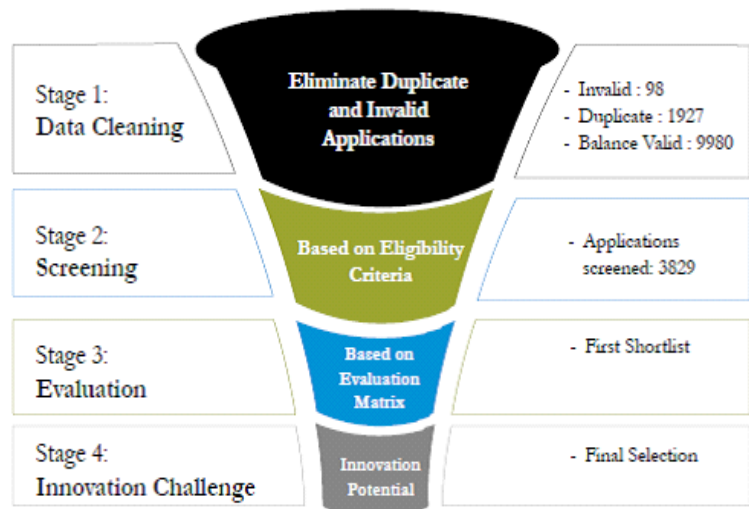 Stage 1:
Data Cleaning
Eliminate Duplicate
and Invalid
Applications
- Invalid : 98
- Duplicate : 1927
- Balance Valid : 9980
Stage 2:
Screening
Based on Eligibility
Criteria
- Applications
screened: 3829
Stage 3:
Evaluation
Based on
Evaluation
Matrix
- First Shortlist
Stage 4:
Innovation Challenge
Innovation
Potential
- Final Selection